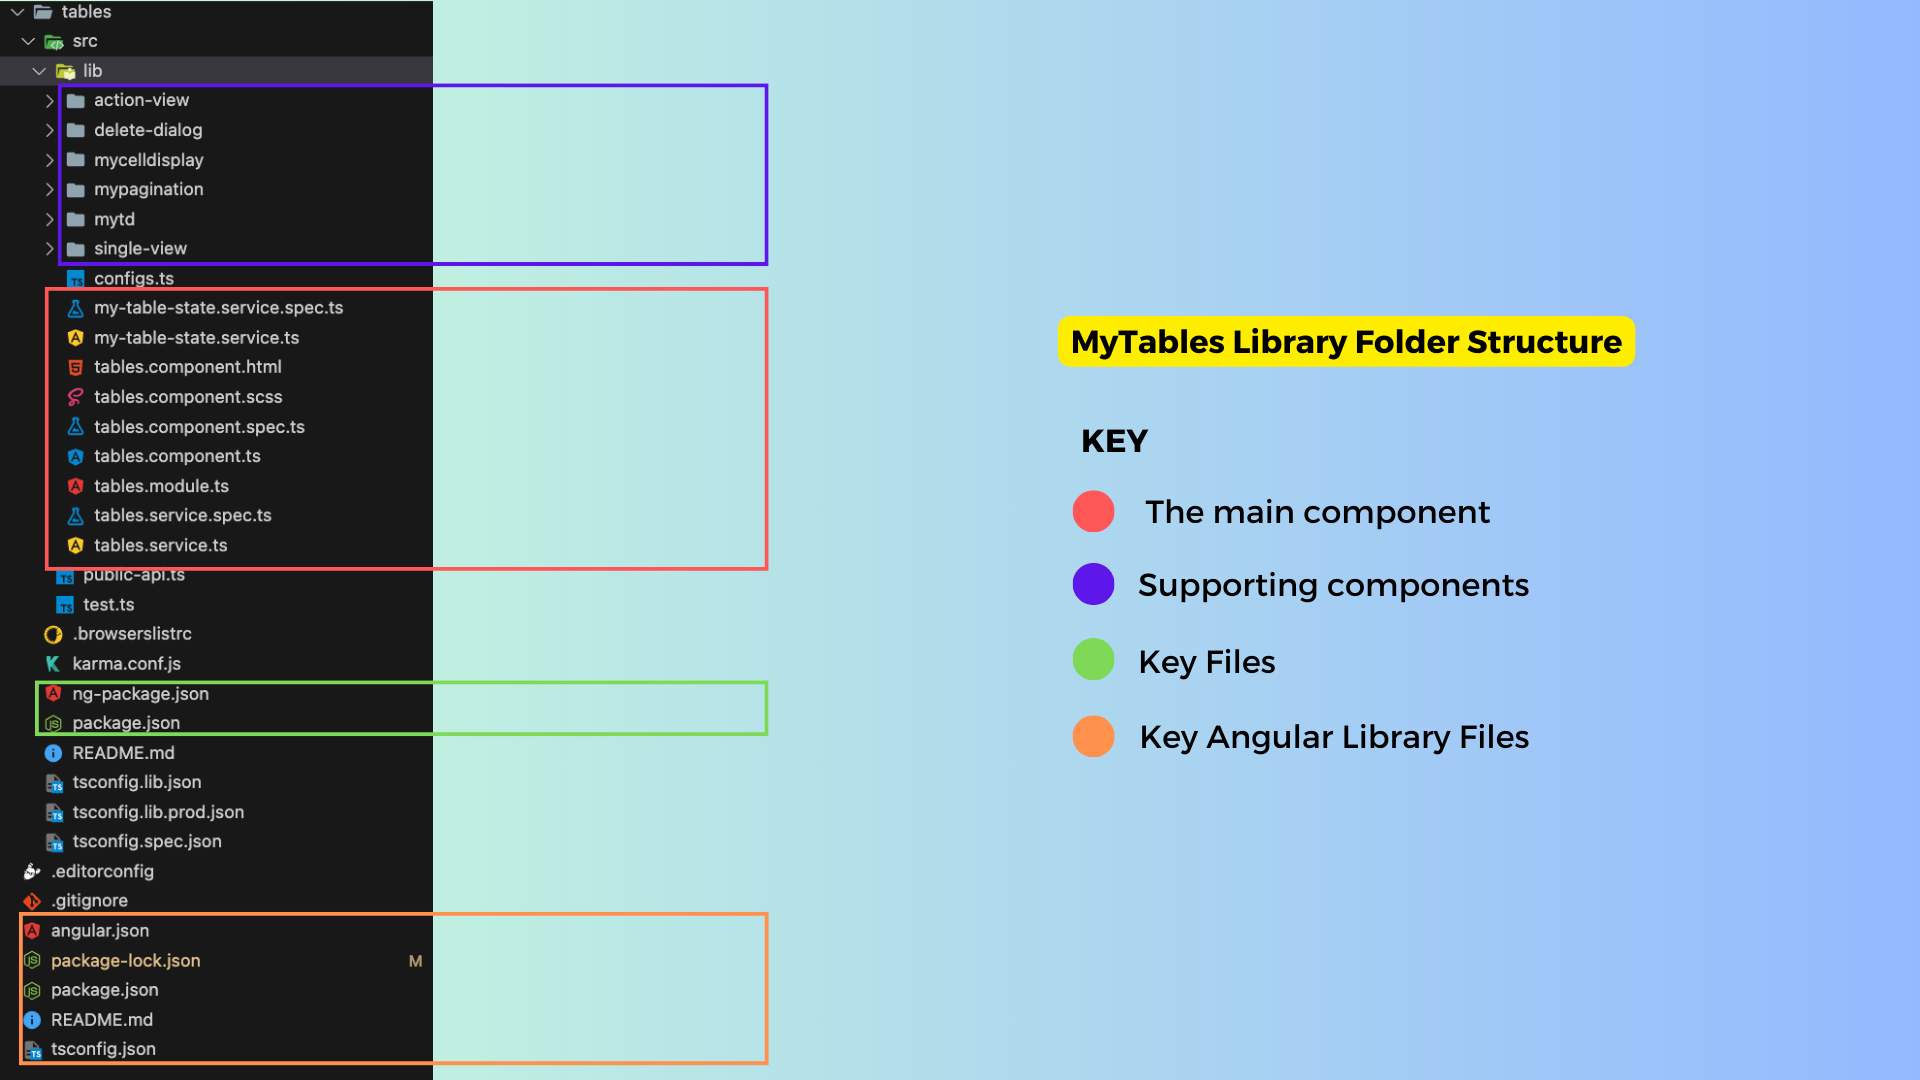 tables
src
lib
action-view
delete-dialog
mycelldisplay
mypagination
mytd
single-view
configs.ts
my-table-state.service.spec.ts
my-table-state.service.ts
tables.component.html
tables.component.scss
tables.component.spec.ts
tables.component.ts
tables.module.ts
tables.service.spec.ts
tables.service.ts
public-api.ts
test.ts
.browserslistrc
karma.conf.js
ng-package.json
package.json
README.md
tsconfig.lib.json
tsconfig.lib.prod.json
tsconfig.spec.json
.editorconfig
.gitignore
angular.json
package-lock.json M
package.json
README.md
tsconfig.json
MyTables Library Folder Structure
KEY
The main component
Supporting components
Key Files
Key Angular Library Files